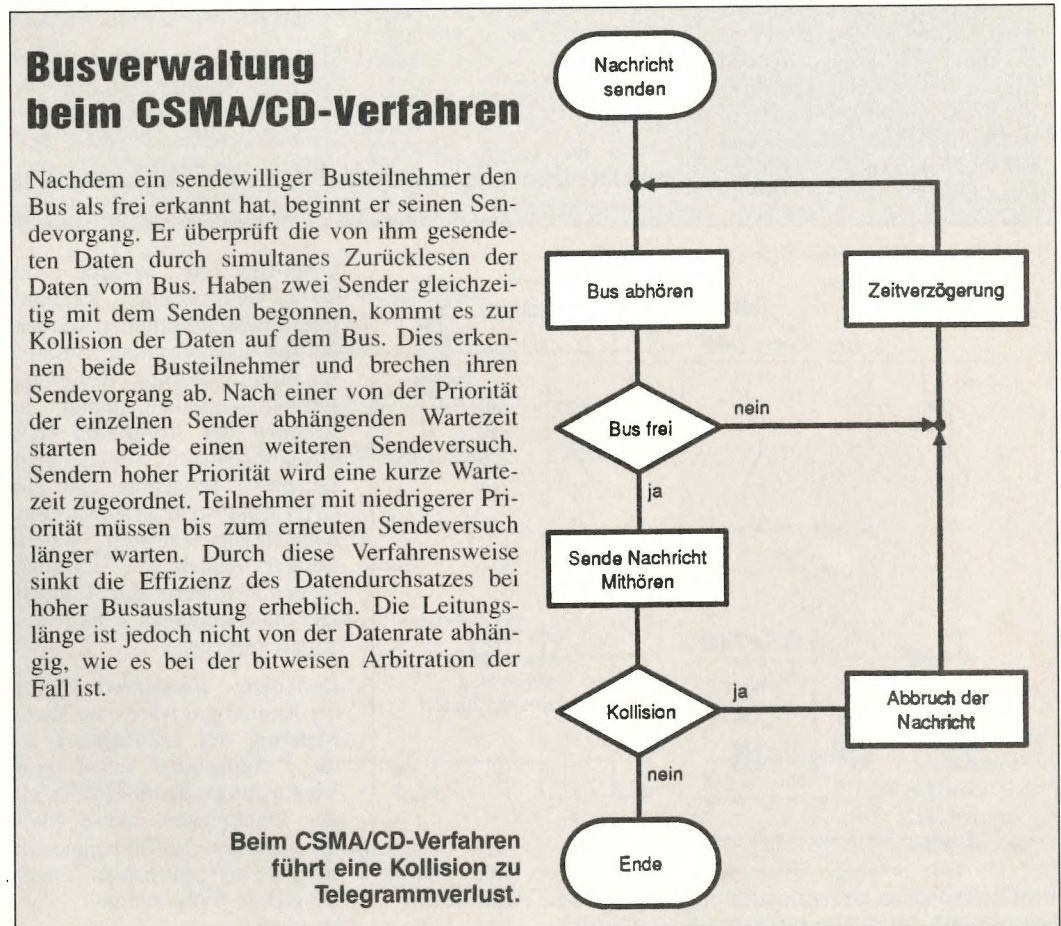 Busverwaltung
beim CSMA/CD-Verfahren
Nachdem ein sendewilliger Busteilnehmer den
Bus als frei erkannt hat, beginnt er seinen Sen-
devorgang. Er überprüft die von ihm gesende-
ten Daten durch simultanes Zurücklesen der
Daten vom Bus. Haben zwei Sender gleichzei-
tig mit dem Senden begonnen, kommt es zur
Kollision der Daten auf dem Bus. Dies erken-
nen beide Busteilnehmer und brechen ihren
Sendevorgang ab. Nach einer von der Priorität
der einzelnen Sender abhängenden Wartezeit
starten beide einen weiteren Sendeversuch.
Sendern hoher Priorität wird eine kurze Warte-
zeit zugeordnet. Teilnehmer mit niedrigerer Pri-
orität müssen bis zum erneuten Sendeversuch
länger warten. Durch diese Verfahrensweise
sinkt die Effizienz des Datendurchsatzes bei
hoher Busauslastung erheblich. Die Leitungs-
länge ist jedoch nicht von der Datenrate abhän-
gig, wie es bei der bitweisen Arbitration der
Fall ist.
Beim CSMA/CD-Verfahren
führt eine Kollision zu
Telegrammverlust.
Nachricht
senden
Bus abhören
Zeitverzögerung
Bus frei
nein
ja
Sende Nachricht
Mithören
Kollision
ja
Abbruch der
Nachricht
nein
Ende